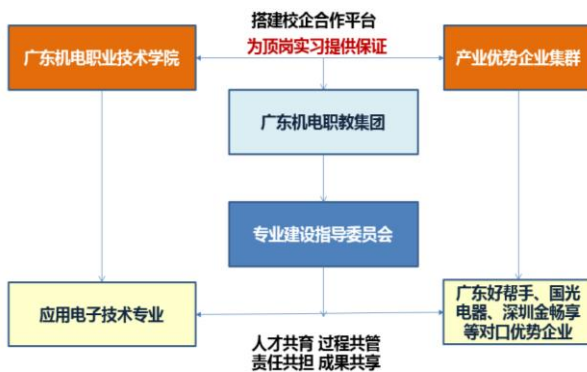 搭建校企合作平台
为顶岗实习提供保证
广东机电职业技术学院
产业优势企业集群
广东机电职教集团
专业建设指导委员会
应用电子技术专业
广东好帮手、国光
电器、深圳金畅享
等对口优势企业
人才共育 过程共管
责任共担 成果共享